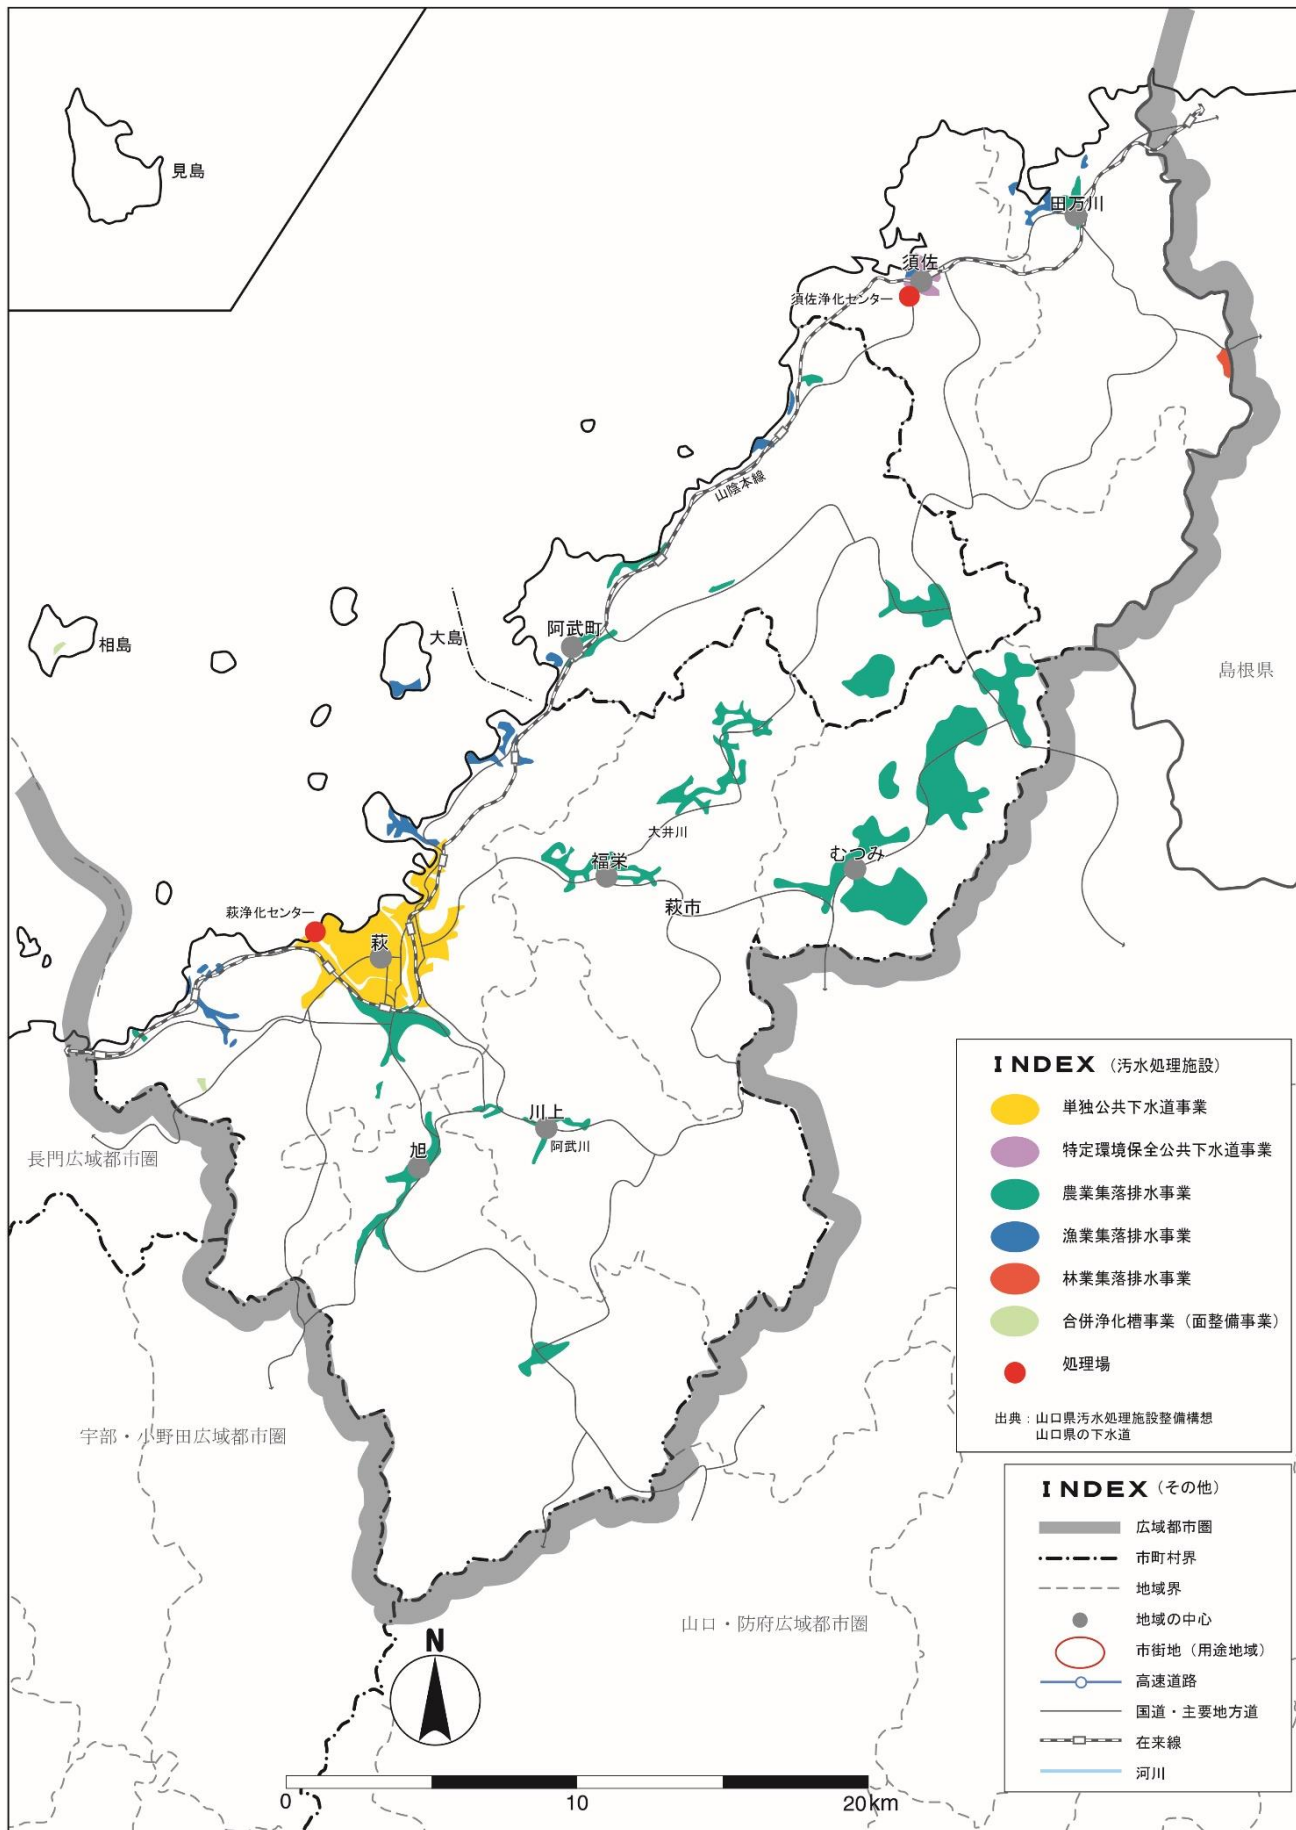 見島
田万川
須佐
須佐浄化センター
山陰本線
阿武町
大島
相島
島根県
大井川
福栄
むつみ
萩市
萩浄化センター
萩
川上
阿武川
旭
長門広域都市圏
宇部・小野田広域都市圏
山口・防府広域都市圏
N
0 10 20km
INDEX (汚水処理施設)
単独公共下水道事業
特定環境保全公共下水道事業
農業集落排水事業
漁業集落排水事業
林業集落排水事業
合併浄化槽事業（面整備事業）
処理場
出典：山口県汚水処理施設整備構想
山口県の下水道
INDEX (その他)
広域都市圏
市町村界
地域界
地域の中心
市街地（用途地域）
高速道路
国道・主要地方道
在来線
河川